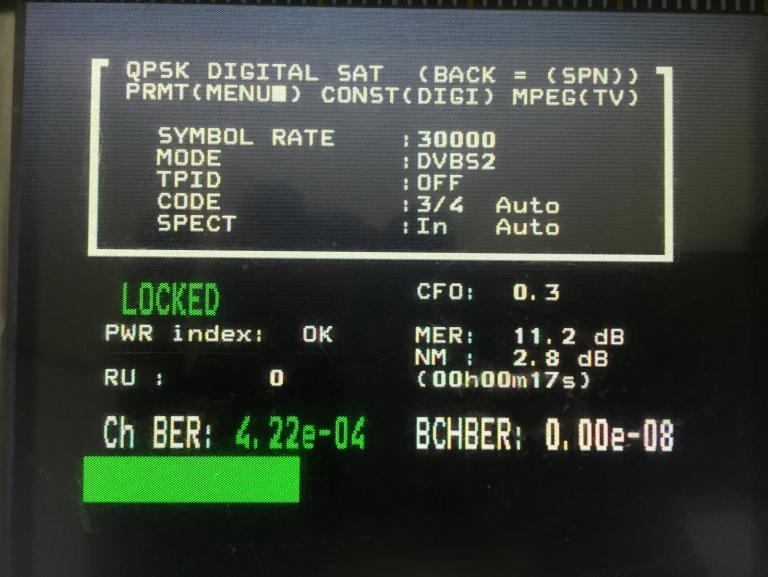 QPSK DIGITAL SAT (BACK = (SPN))
PRMT(MENU■) CONST(DIGI) MPEG(TV)
SYMBOL RATE :30000
MODE :DVBS2
TPID :OFF
CODE :3/4 Auto
SPECT :In Auto
LOCKED CFO: 0.3
PWR index: OK MER: 11.2 dB
NM : 2.8 dB
RU : 0 (00h00m17s)
Ch BER: 4.22e-04 BCHBER: 0.00e-08